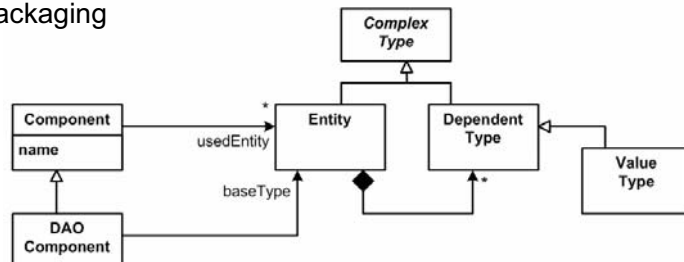 ackaging
Complex
Type
Component
name
*
usedEntity
Entity
Dependent
Type
Value
Type
baseType
*
DAO
Component